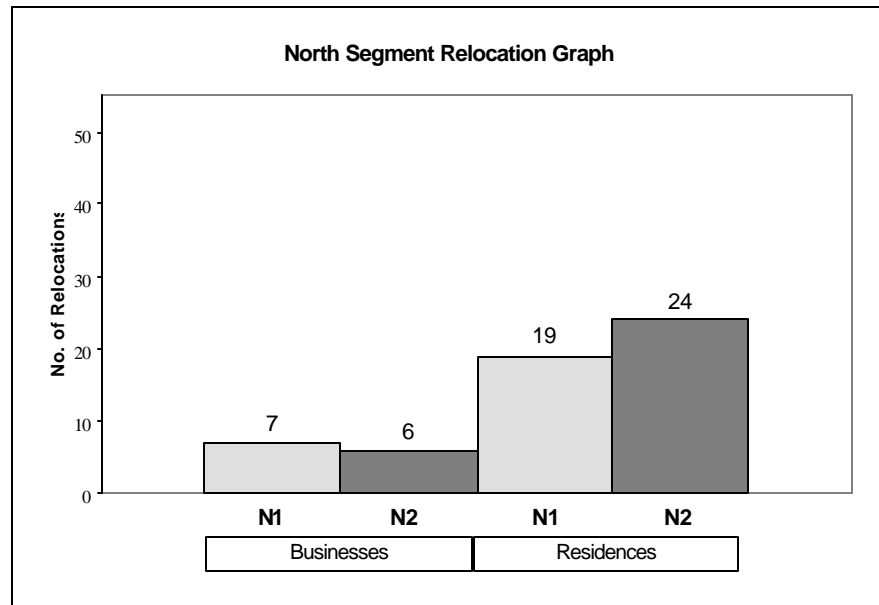 North Segment Relocation Graph
No. of Relocations
50
40
30
20
10
0
7
6
19
24
N1 N2 N1 N2
Businesses Residences